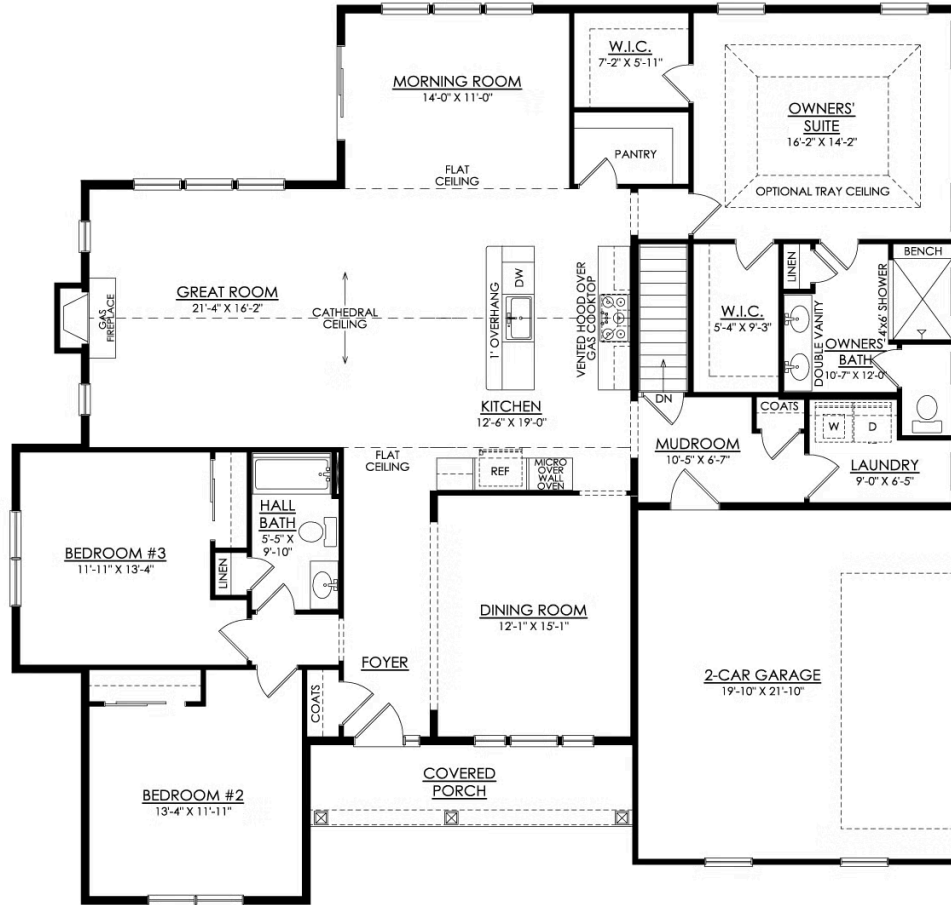 W.I.C.
7'-2" X 5'-11"
MORNING ROOM
14'-0" X 11'-0"
OWNERS'
SUITE
16'-2" X 14'-2"
PANTRY
FLAT
CEILING
OPTIONAL TRAY CEILING
BENCH
LINEN
4'x6' SHOWER
DW
GREAT ROOM
21'-4" X 16'-2"
GAS
FIREPLACE
CATHEDRAL
CEILING
1' OVERHANG
VENTED HOOD OVER
GAS COOKTOP
W.I.C.
5'-4" X 9'-3"
DOUBLE VANITY
OWNERS'
BATH
10'-7" X 12'-0"
KITCHEN
12'-6" X 19'-0"
DN
COATS
W
D
MUDROOM
10'-5" X 6'-7"
LAUNDRY
9'-0" X 6'-5"
FLAT
CEILING
REF
MICRO
OVER
WALL
OVEN
HALL
BATH
5'-5" X
9'-10"
BEDROOM #3
11'-11" X 13'-4"
LINEN
DINING ROOM
12'-1" X 15'-1"
FOYER
COATS
2-CAR GARAGE
19'-10" X 21'-10"
COVERED
PORCH
BEDROOM #2
13'-4" X 11'-11"